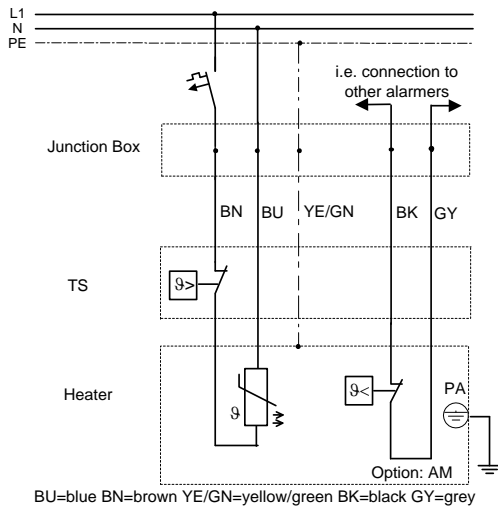 L1
N
PE
i.e. connection to
other alarmers
Junction Box
BN
BU
YE/GN
BK
GY
TS
ϑ>
Heater
ϑ
ϑ<
PA
Option: AM
BU=blue BN=brown YE/GN=yellow/green BK=black GY=grey